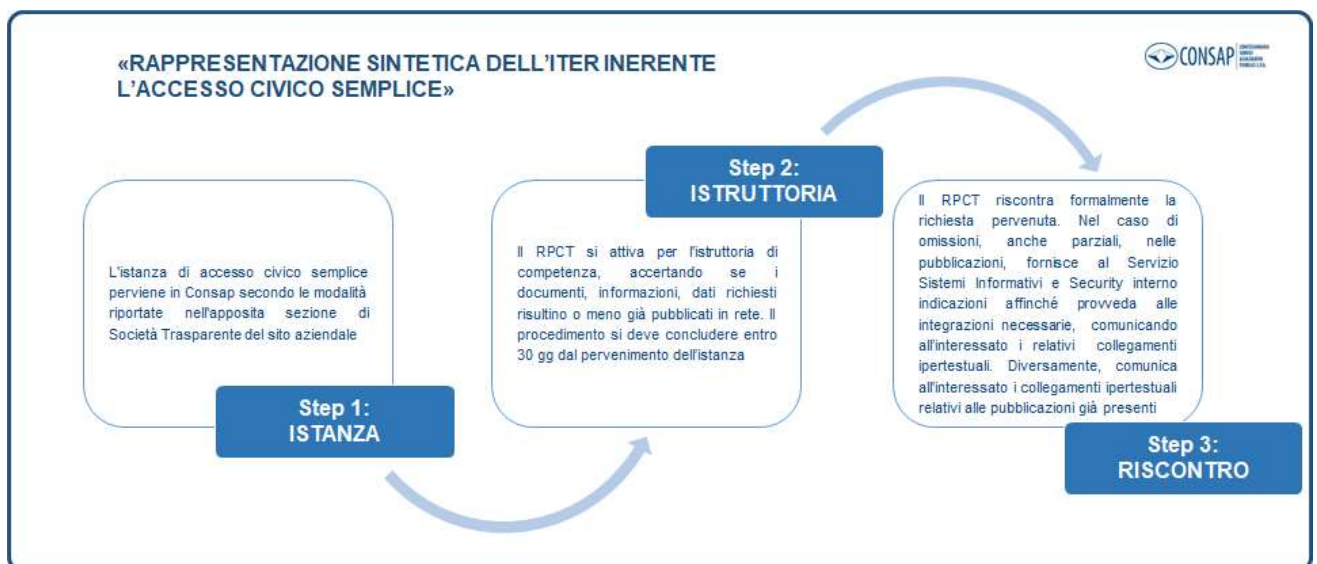 «RAPPRESENTAZIONE SINTETICA DELL'ITER INERENTE
L'ACCESSO CIVICO SEMPLICE»
CONSAP
L'istanza di accesso civico semplice
perviene in Consap secondo le modalità
riportate nell'apposita sezione di
Società Trasparente del sito aziendale
Step 1:
ISTANZA
Step 2:
ISTRUTTORIA
Il RPCT si attiva per l'istruttoria di
competenza, accertando se i
documenti, informazioni, dati richiesti
risultino o meno già pubblicati in rete. Il
procedimento si deve concludere entro
30 gg dal pervenimento dell'istanza
Il RPCT riscontra formalmente la
richiesta pervenuta. Nel caso di
omissioni, anche parziali, nelle
pubblicazioni, fornisce al Servizio
Sistemi Informativi e Security interno
indicazioni affinché provveda alle
integrazioni necessarie, comunicando
all'interessato i relativi collegamenti
ipertestuali. Diversamente, comunica
all'interessato i collegamenti ipertestuali
relativi alle pubblicazioni già presenti
Step 3:
RISCONTRO